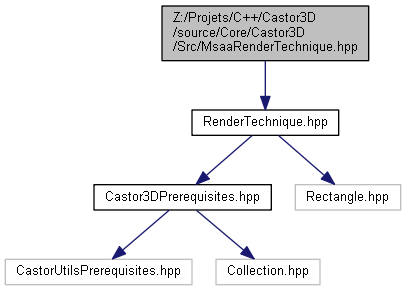 Z:/Projets/C++/Castor3D
/source/Core/Castor3D
/Src/MsaaRenderTechnique.hpp
RenderTechnique.hpp
Castor3DPrerequisites.hpp
Rectangle.hpp
CastorUtilsPrerequisites.hpp
Collection.hpp